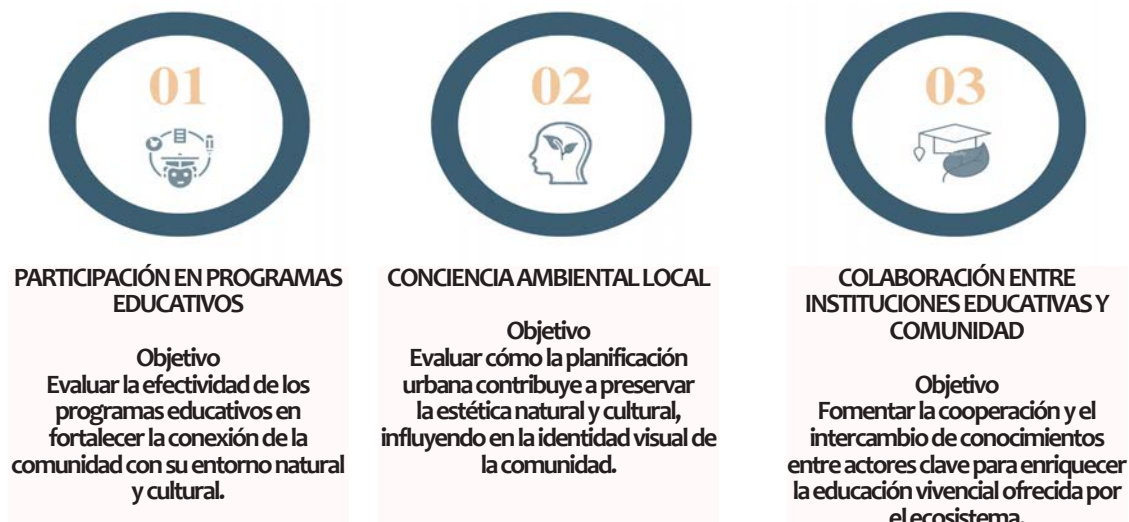 01
PARTICIPACIÓN EN PROGRAMAS
EDUCATIVOS
Objetivo
Evaluar la efectividad de los
programas educativos en
fortalecer la conexión de la
comunidad con su entorno natural
y cultural.
02
CONCIENCIA AMBIENTAL LOCAL
Objetivo
Evaluar cómo la planificación
urbana contribuye a preservar
la estética natural y cultural,
influyendo en la identidad visual de
la comunidad.
03
COLABORACIÓN ENTRE
INSTITUCIONES EDUCATIVAS Y
COMUNIDAD
Objetivo
Fomentar la cooperación y el
intercambio de conocimientos
entre actores clave para enriquecer
la educación vivencial ofrecida por
el ecosistema.